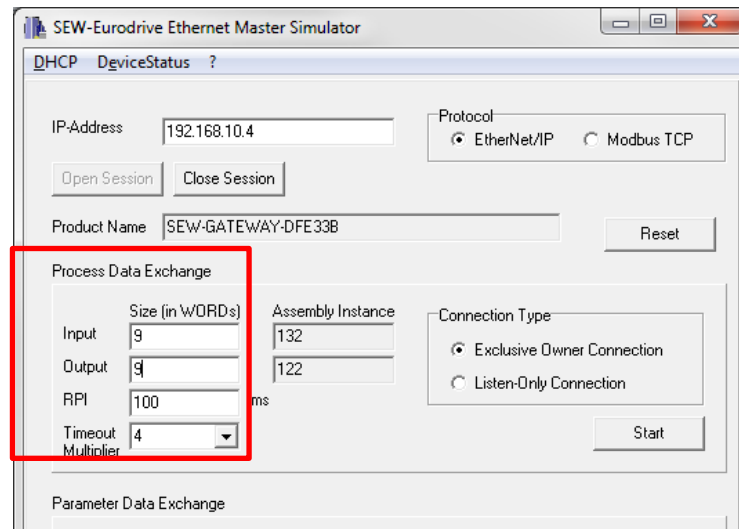 SEW-Eurodrive Ethernet Master Simulator
DHCP DeviceStatus ?
IP-Address 192.168.10.4
Protocol
EtherNet/IP Modbus TCP
Open Session Close Session
Product Name SEW-GATEWAY-DFE33B Reset
Process Data Exchange
Size (in WORDs) Assembly Instance
Connection Type
Input 9 132
Exclusive Owner Connection
Output 9 122
Listen-Only Connection
RPI 100 ms
Timeout Multiplier 4 Start
Parameter Data Exchange